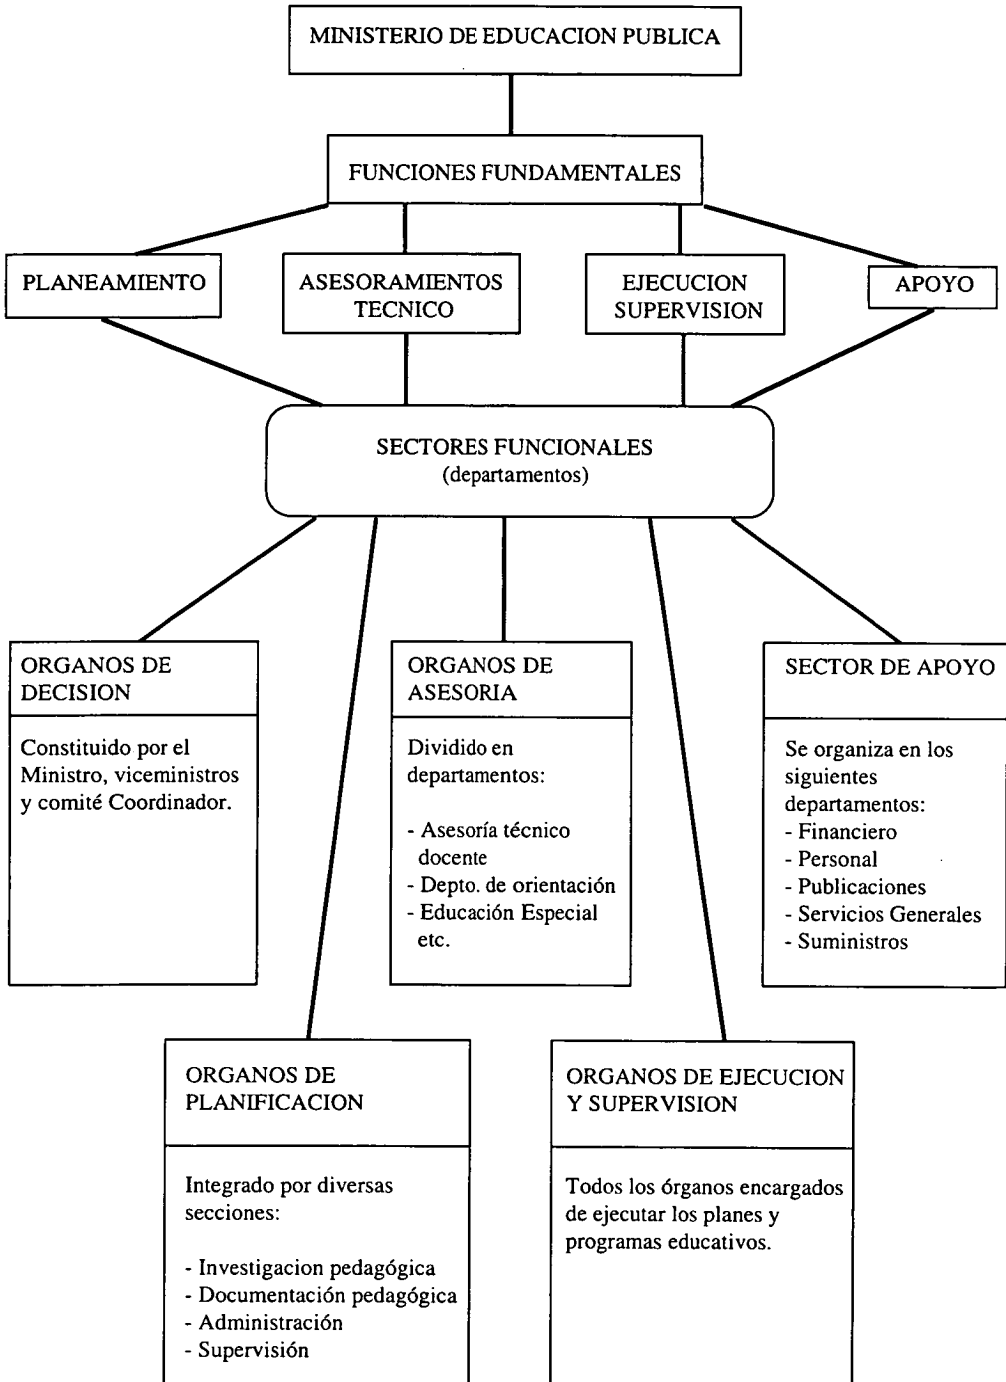 MINISTERIO DE EDUCACION PUBLICA
FUNCIONES FUNDAMENTALES
PLANEAMIENTO
ASESORAMIENTOS
TECNICO
EJECUCION
SUPERVISION
APOYO
SECTORES FUNCIONALES
(departamentos)
ORGANOS DE
DECISION
Constituido por el
Ministro, viceministros
y comité Coordinador.
ORGANOS DE
ASESORIA
Dividido en
departamentos:
- Asesoría técnico
docente
- Depto. de orientación
- Educación Especial
etc.
SECTOR DE APOYO
Se organiza en los
siguientes
departamentos:
- Financiero
- Personal
- Publicaciones
- Servicios Generales
- Suministros
ORGANOS DE
PLANIFICACION
Integrado por diversas
secciones:
- Investigacion pedagógica
- Documentación pedagógica
- Administración
- Supervisión
ORGANOS DE EJECUCION
Y SUPERVISION
Todos los órganos encargados
de ejecutar los planes y
programas educativos.